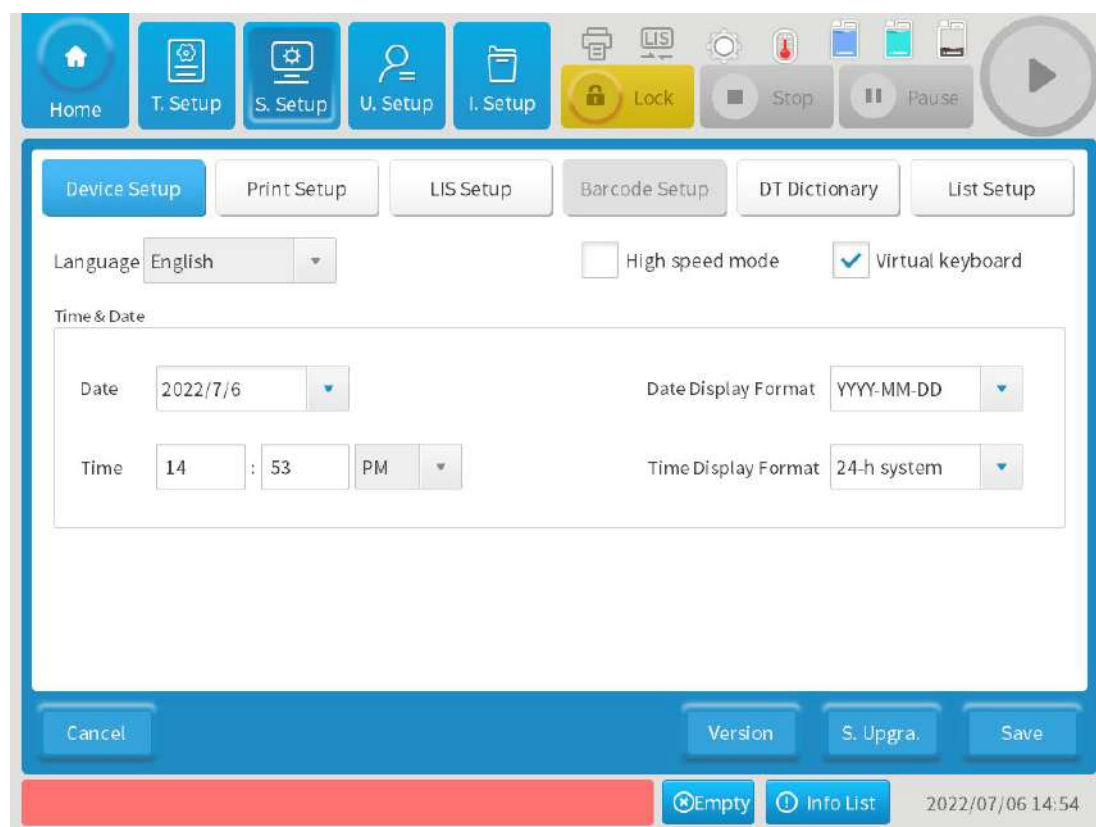 LIS
Home T. Setup S. Setup U. Setup I. Setup Lock Stop Pause
Device Setup Print Setup LIS Setup Barcode Setup DT Dictionary List Setup
Language English High speed mode Virtual keyboard
Time & Date
Date 2022/7/6 Date Display Format YYYY-MM-DD
Time 14 : 53 PM Time Display Format 24-h system
Cancel Version S. Upgra. Save
Empty Info List 2022/07/06 14:54